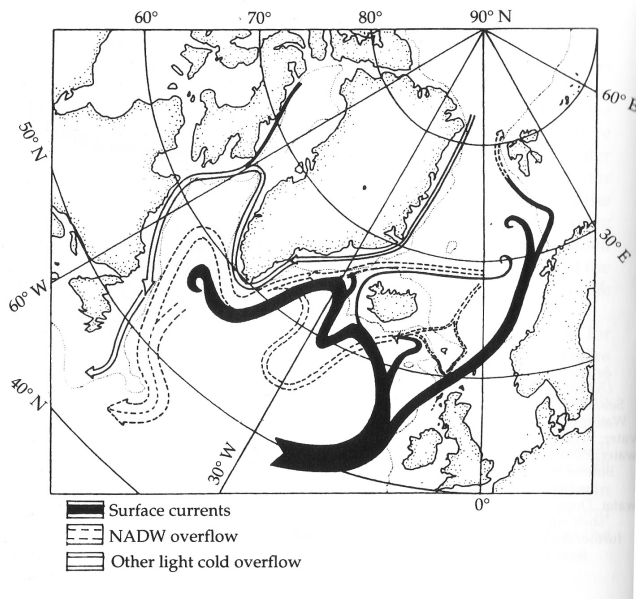 60° 70° 80° 90° N
60° E
50° N
30° E
60° W
40° N
30° W
0°
Surface currents
NADW overflow
Other light cold overflow